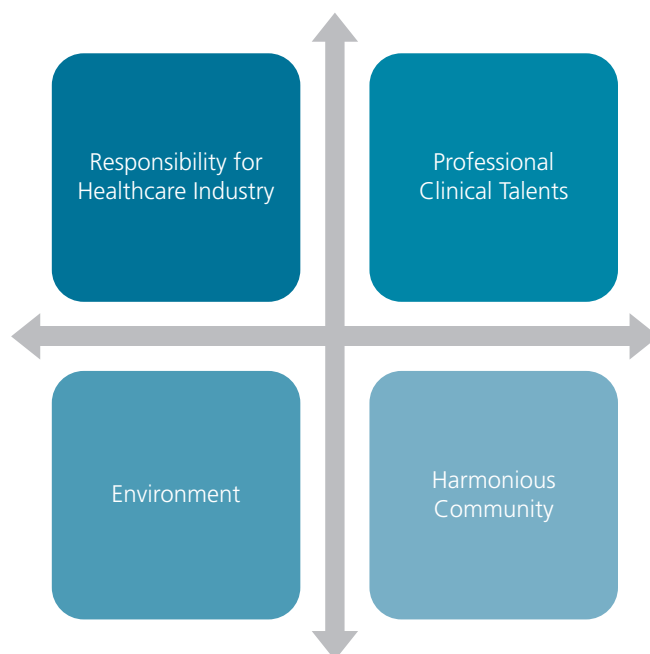 Responsibility for
Healthcare Industry
Professional
Clinical Talents
Environment
Harmonious
Community